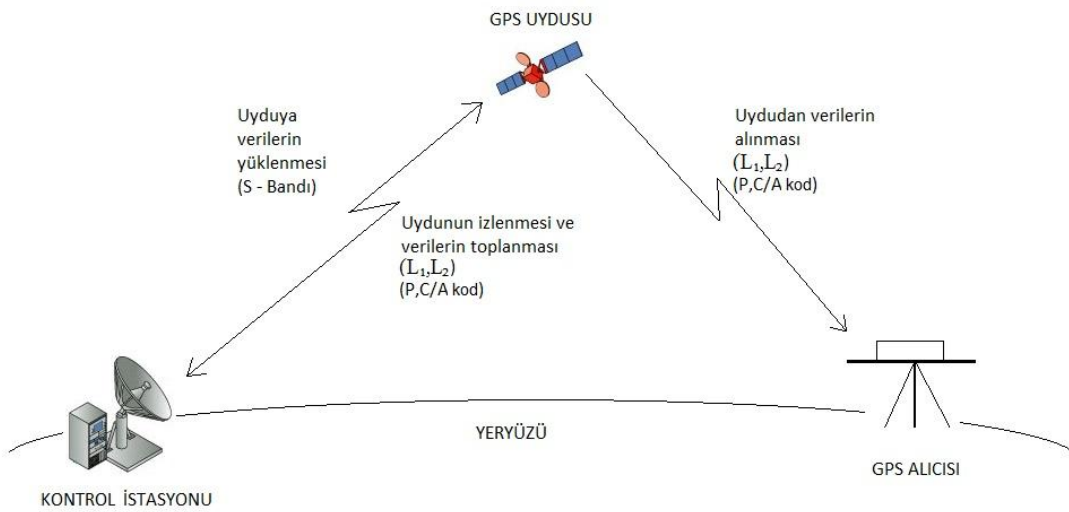 GPS UYDUSU
Uyduya
verilerin
yüklenmesi
(S - Bandı)
Uydudan verilerin
alınması
(L₁,L₂)
(P,C/A kod)
Uydunun izlenmesi ve
verilerin toplanması
(L₁,L₂)
(P,C/A kod)
YERYÜZÜ
GPS ALICISI
KONTROL İSTASYONU